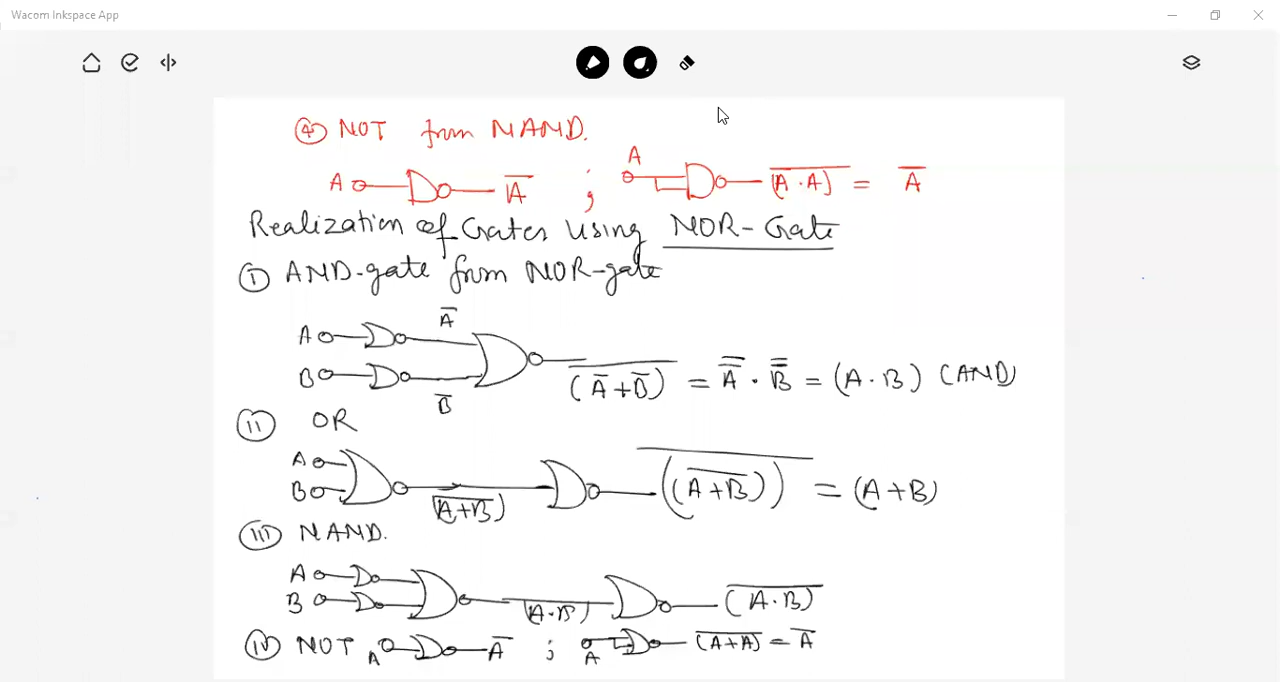 Wacom Inkspace App
④ NOT from NAND.
A A̅ ; A (A · A)̅ = A̅
Realization of Gates Using NOR-Gate
(i) AND-gate from NOR-gate
A A̅
B B̅ (A̅ + B̅)̅ = A̿ · B̿ = (A · B) (AND)
(ii) OR
A
B (A+B)̅ ((A+B)̅)̅ = (A+B)
(iii) NAND.
A
B (A·B) (A·B)̅
(iv) NOT A A̅ ; A (A+A)̅ = A̅